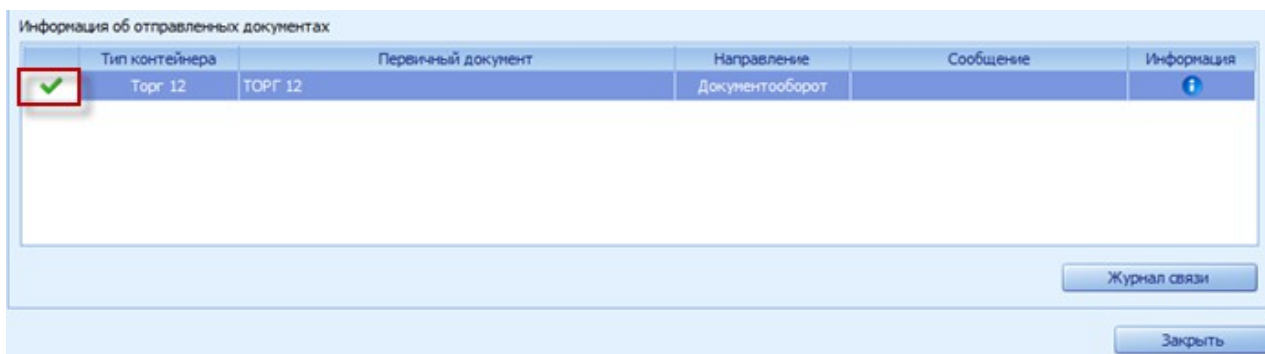 Информация об отправленных документах
Тип контейнера Первичный документ Направление Сообщение Информация
Торг 12 ТОРГ 12 Документооборот
Журнал связи
Закрыть